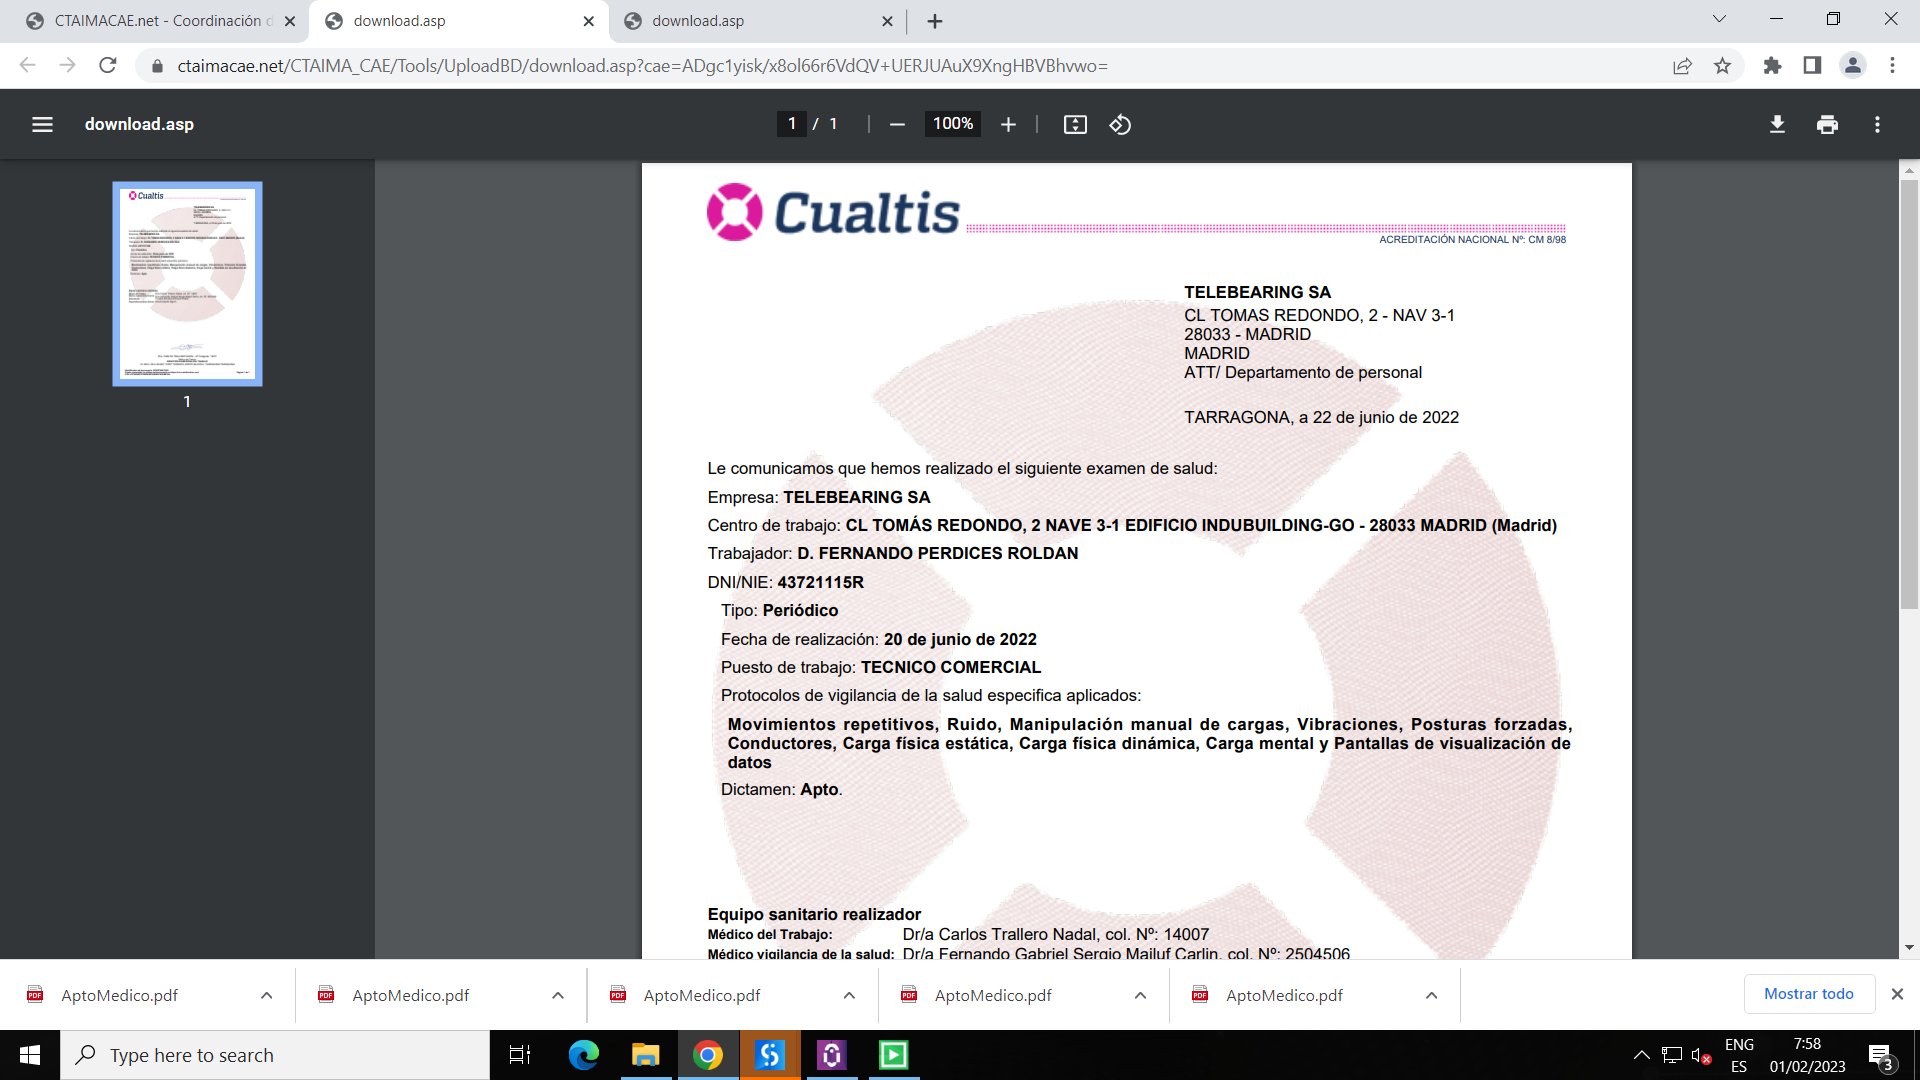 CTAIMACAE.net - Coordinación d
download.asp
download.asp
ctaimacae.net/CTAIMA_CAE/Tools/UploadBD/download.asp?cae=ADgc1yisk/x8ol66r6VdQV+UERJUAuX9XngHBVBhvwo=
download.asp
1 / 1
100%
1
Cualtis
ACREDITACIÓN NACIONAL Nº: CM 8/98
TELEBEARING SA
CL TOMAS REDONDO, 2 - NAV 3-1
28033 - MADRID
MADRID
ATT/ Departamento de personal
TARRAGONA, a 22 de junio de 2022
Le comunicamos que hemos realizado el siguiente examen de salud:
Empresa: TELEBEARING SA
Centro de trabajo: CL TOMÁS REDONDO, 2 NAVE 3-1 EDIFICIO INDUBUILDING-GO - 28033 MADRID (Madrid)
Trabajador: D. FERNANDO PERDICES ROLDAN
DNI/NIE: 43721115R
Tipo: Periódico
Fecha de realización: 20 de junio de 2022
Puesto de trabajo: TECNICO COMERCIAL
Protocolos de vigilancia de la salud especifica aplicados:
Movimientos repetitivos, Ruido, Manipulación manual de cargas, Vibraciones, Posturas forzadas,
Conductores, Carga física estática, Carga física dinámica, Carga mental y Pantallas de visualización de
datos
Dictamen: Apto.
Equipo sanitario realizador
Médico del Trabajo: Dr/a Carlos Trallero Nadal, col. Nº: 14007
Médico vigilancia de la salud: Dr/a Fernando Gabriel Sergio Mailuf Carlin, col. Nº: 2504506
AptoMedico.pdf
AptoMedico.pdf
AptoMedico.pdf
AptoMedico.pdf
AptoMedico.pdf
Mostrar todo
Type here to search
ENG
ES
7:58
01/02/2023
3